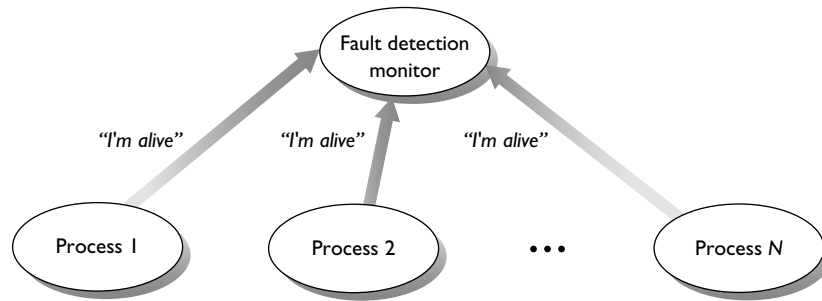 Fault detection
monitor
“I'm alive”
“I'm alive”
“I'm alive”
Process 1
Process 2
•••
Process N